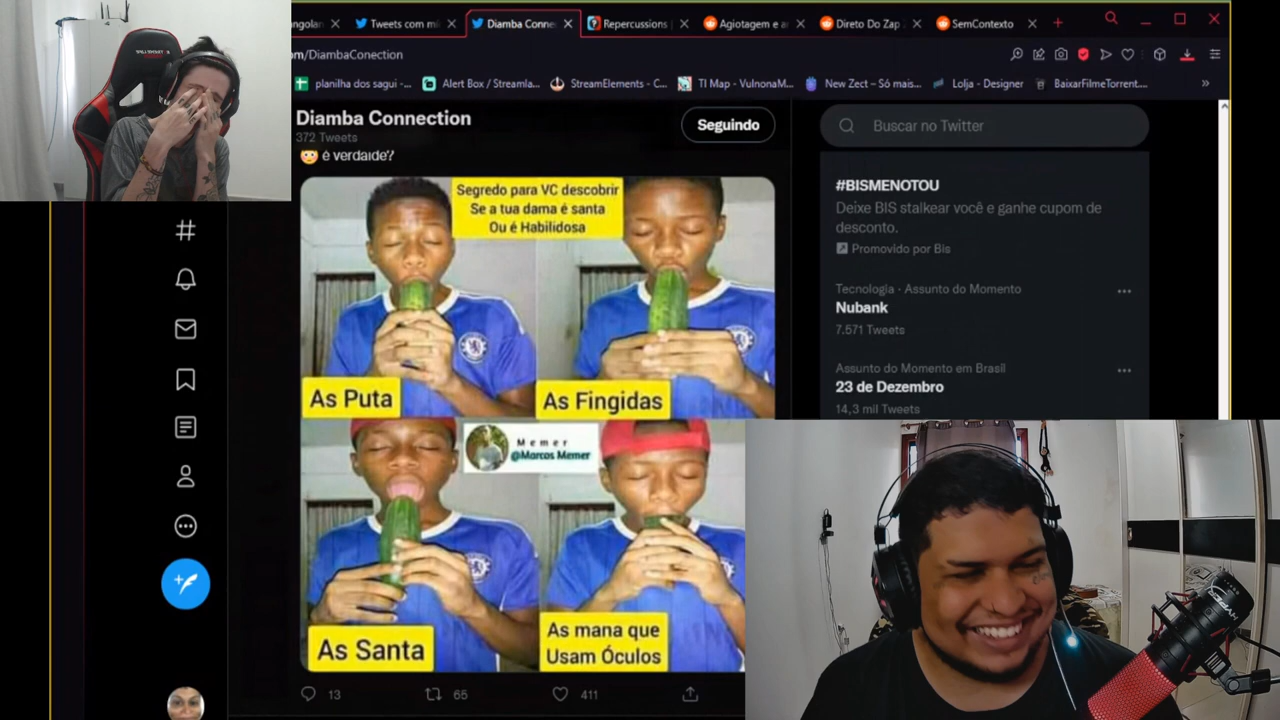 angolan
Tweets com mi
Diamba Conne
Repercussions
Agiotagem e a
Direto Do Zap
SemContexto
m/DiambaConection
planilha dos sagui -...
Alert Box / Streamla...
StreamElements - C...
TI Map - VulnonaM...
New Zect – Só mais...
Lolja - Designer
BaixarFilmeTorrent....
Diamba Connection
372 Tweets
Seguindo
Buscar no Twitter
é verdaide?
Segredo para VC descobrir
Se a tua dama é santa
Ou é Habilidosa
As Puta
As Fingidas
Memer
@Marcos Memer
As Santa
As mana que
Usam Óculos
13
65
411
#BISMENOTOU
Deixe BIS stalkear você e ganhe cupom de
desconto.
Promovido por Bis
Tecnologia · Assunto do Momento
Nubank
7.571 Tweets
Assunto do Momento em Brasil
23 de Dezembro
14,3 mil Tweets